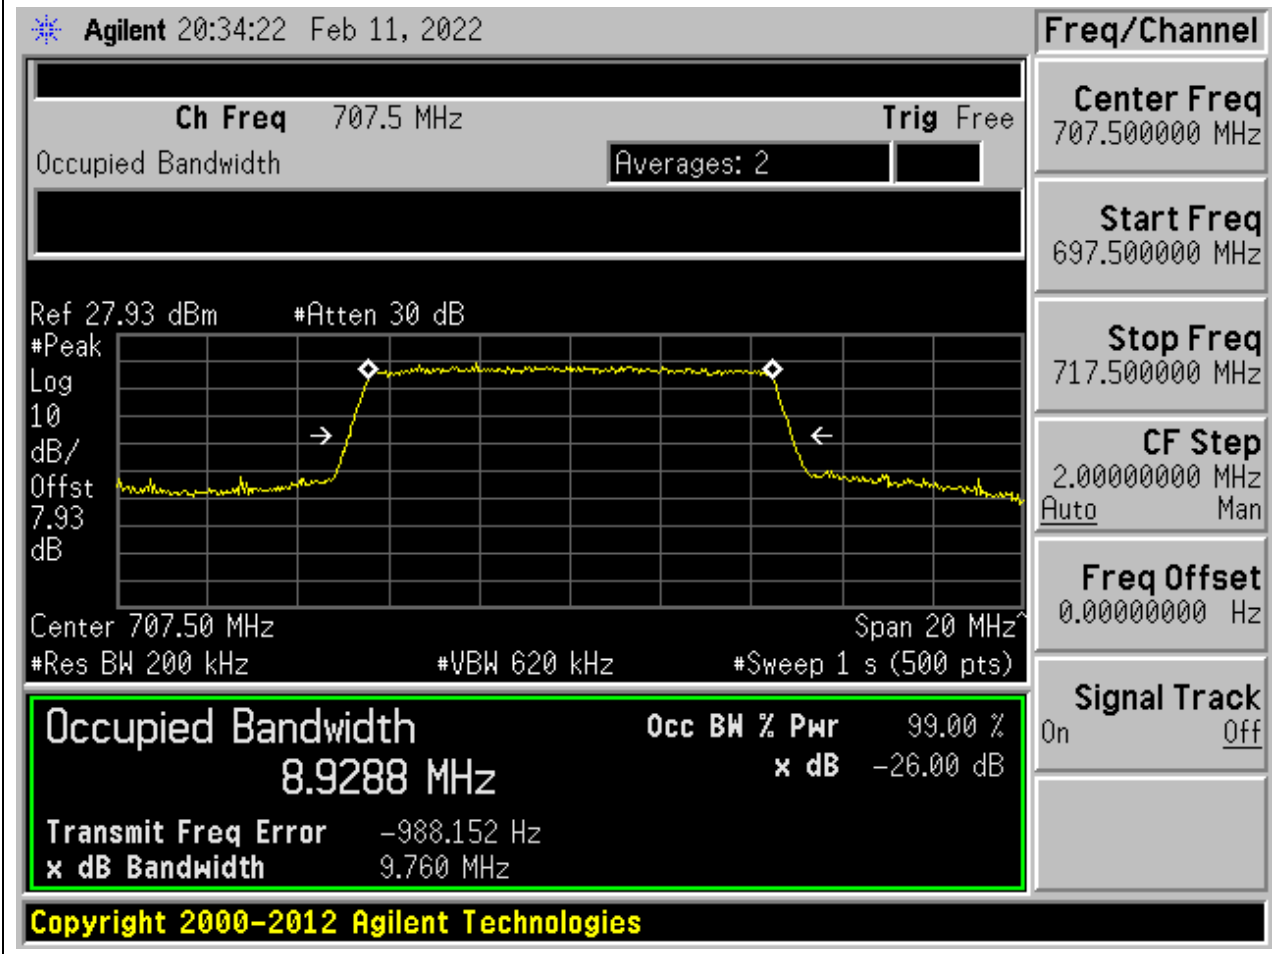 Agilent 20:34:22 Feb 11, 2022
Freq/Channel
Ch Freq 707.5 MHz Trig Free
Occupied Bandwidth Averages: 2
Ref 27.93 dBm #Atten 30 dB
#Peak
Log
10
dB/
Offst
7.93
dB
Center 707.50 MHz Span 20 MHz^
#Res BW 200 kHz #VBW 620 kHz #Sweep 1 s (500 pts)
Occupied Bandwidth Occ BW % Pwr 99.00 %
8.9288 MHz x dB -26.00 dB
Transmit Freq Error -988.152 Hz
x dB Bandwidth 9.760 MHz
Center Freq
707.500000 MHz
Start Freq
697.500000 MHz
Stop Freq
717.500000 MHz
CF Step
2.00000000 MHz
Auto Man
Freq Offset
0.00000000 Hz
Signal Track
On Off
Copyright 2000-2012 Agilent Technologies